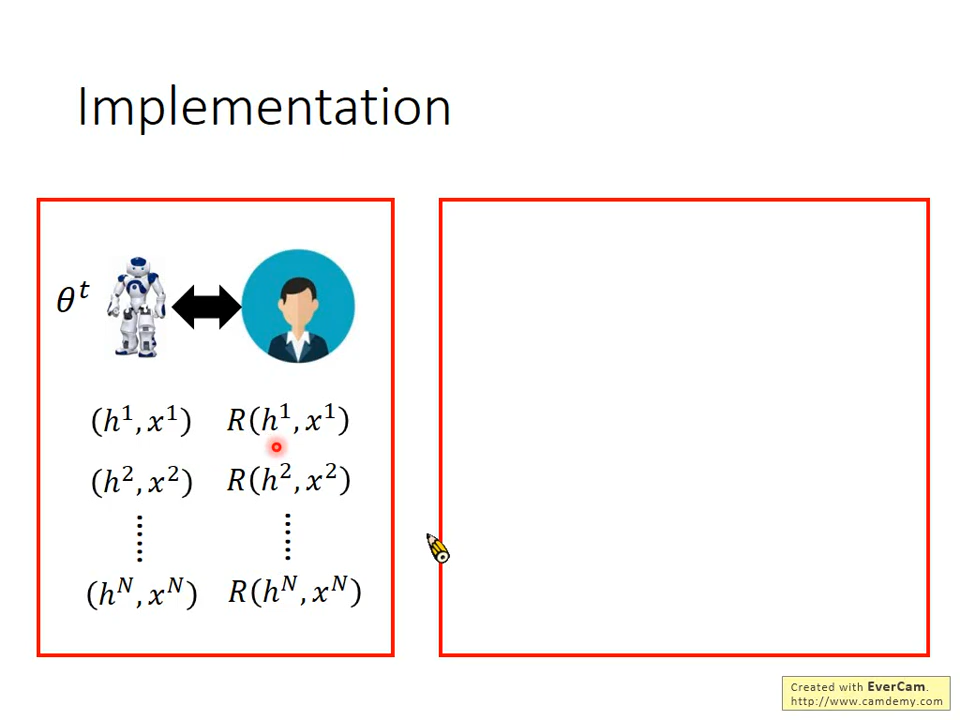 Implementation
θ^t
(h^1, x^1) R(h^1, x^1)
(h^2, x^2) R(h^2, x^2)
⋮ ⋮
(h^N, x^N) R(h^N, x^N)
Created with EverCam.
http://www.camdemy.com